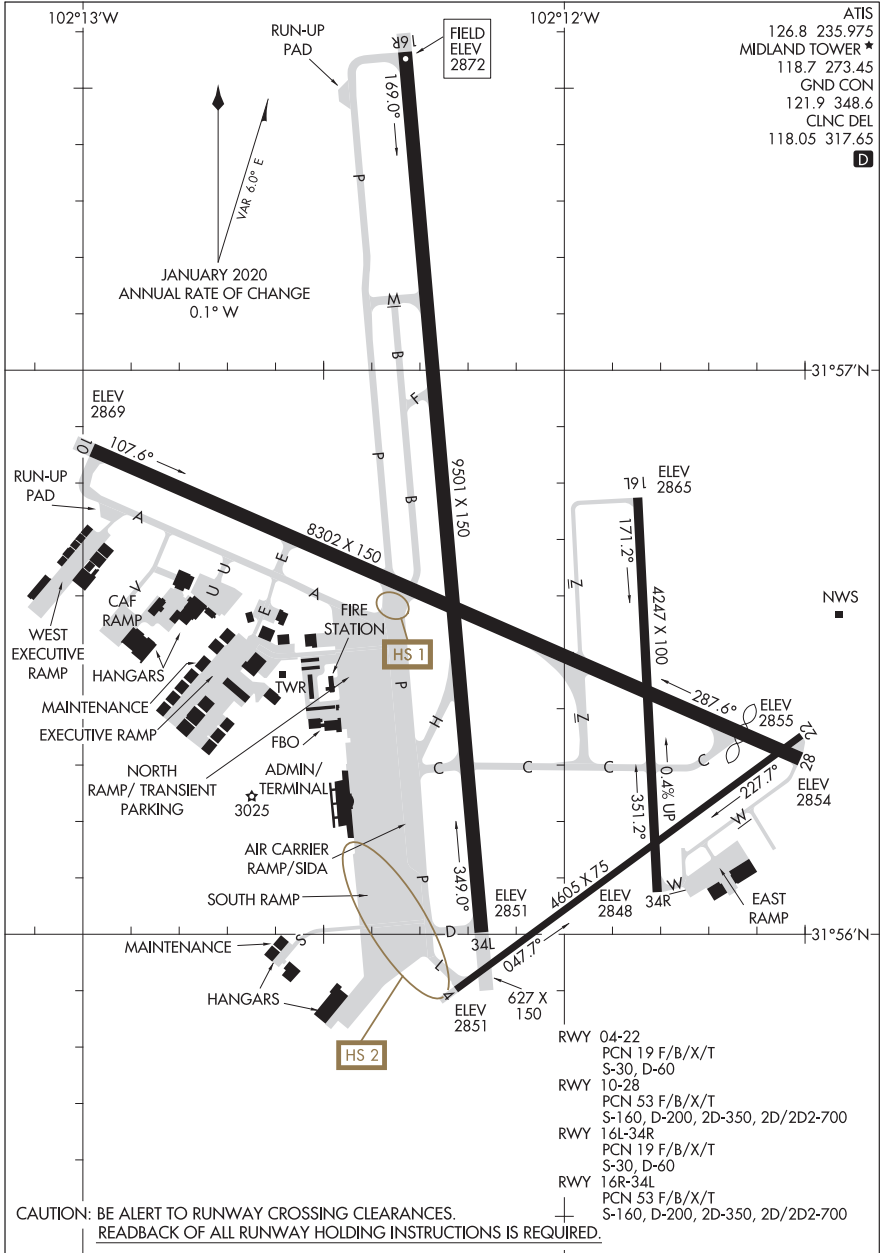 102°13'W
102°12'W
ATIS
126.8 235.975
MIDLAND TOWER ★
118.7 273.45
GND CON
121.9 348.6
CLNC DEL
118.05 317.65
D
RUN-UP
PAD
16R
FIELD
ELEV
2872
169.0°
P
VAR 6.0° E
JANUARY 2020
ANNUAL RATE OF CHANGE
0.1° W
M
B
F
31°57'N
ELEV
2869
10
107.6°
P
9501 X 150
16L
ELEV
2865
RUN-UP
PAD
A
8302 X 150
B
171.2°
4247 X 100
E
Z
V
U
U
CAF
RAMP
E
A
FIRE
STATION
NWS
WEST
EXECUTIVE
RAMP
HANGARS
HS 1
TWR
P
287.6°
MAINTENANCE
H
Z
ELEV
2855
22
EXECUTIVE RAMP
FBO
28
NORTH
RAMP/ TRANSIENT
PARKING
ADMIN/
TERMINAL
C
C
C
C
ELEV
2854
3025
0.4% UP
351.2°
227.7°
W
AIR CARRIER
RAMP/SIDA
349.0°
4605 X 75
SOUTH RAMP
P
ELEV
2851
ELEV
2848
34R
W
EAST
RAMP
MAINTENANCE
S
D
34L
047.7°
31°56'N
HANGARS
L
4
ELEV
2851
627 X
150
HS 2
RWY 04-22
PCN 19 F/B/X/T
S-30, D-60
RWY 10-28
PCN 53 F/B/X/T
S-160, D-200, 2D-350, 2D/2D2-700
RWY 16L-34R
PCN 19 F/B/X/T
S-30, D-60
RWY 16R-34L
PCN 53 F/B/X/T
S-160, D-200, 2D-350, 2D/2D2-700
CAUTION: BE ALERT TO RUNWAY CROSSING CLEARANCES.
READBACK OF ALL RUNWAY HOLDING INSTRUCTIONS IS REQUIRED.